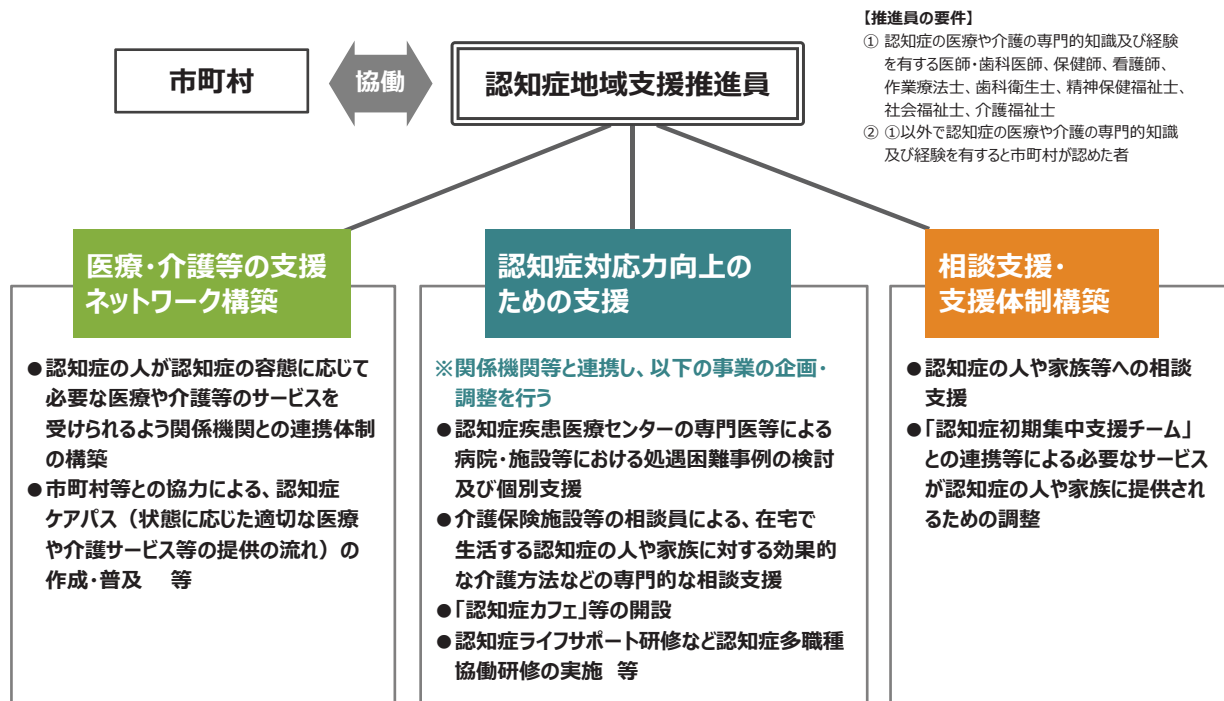 【推進員の要件】
① 認知症の医療や介護の専門的知識及び経験
を有する医師・歯科医師、保健師、看護師、
作業療法士、歯科衛生士、精神保健福祉士、
社会福祉士、介護福祉士
② ①以外で認知症の医療や介護の専門的知識
及び経験を有すると市町村が認めた者
市町村
協働
認知症地域支援推進員
医療・介護等の支援
ネットワーク構築
●認知症の人が認知症の容態に応じて
必要な医療や介護等のサービスを
受けられるよう関係機関との連携体制
の構築
●市町村等との協力による、認知症
ケアパス（状態に応じた適切な医療
や介護サービス等の提供の流れ）の
作成・普及 等
認知症対応力向上の
ための支援
※関係機関等と連携し、以下の事業の企画・
調整を行う
●認知症疾患医療センターの専門医等による
病院・施設等における処遇困難事例の検討
及び個別支援
●介護保険施設等の相談員による、在宅で
生活する認知症の人や家族に対する効果的
な介護方法などの専門的な相談支援
●「認知症カフェ」等の開設
●認知症ライフサポート研修など認知症多職種
協働研修の実施 等
相談支援・
支援体制構築
●認知症の人や家族等への相談
支援
●「認知症初期集中支援チーム」
との連携等による必要なサービス
が認知症の人や家族に提供され
るための調整